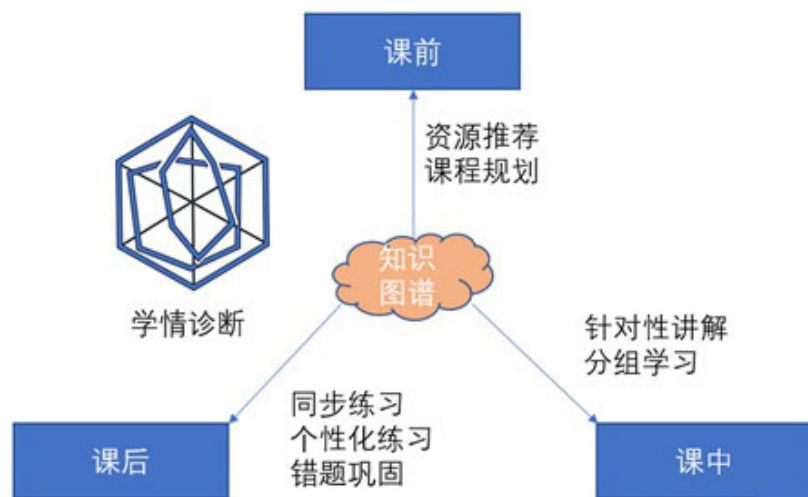 课前
资源推荐
课程规划
知识
图谱
学情诊断
针对性讲解
分组学习
同步练习
个性化练习
错题巩固
课后
课中